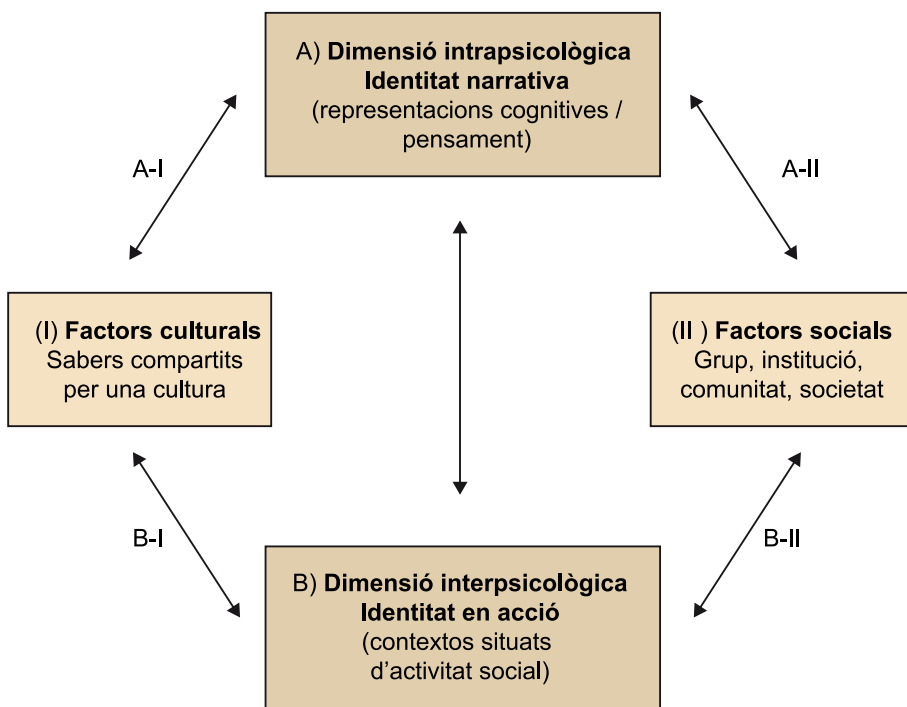 A) Dimensió intrapsicològica
Identitat narrativa
(representacions cognitives /
pensament)
A-I
A-II
(I) Factors culturals
Sabers compartits
per una cultura
(II ) Factors socials
Grup, institució,
comunitat, societat
B-I
B-II
B) Dimensió interpsicològica
Identitat en acció
(contextos situats
d’activitat social)